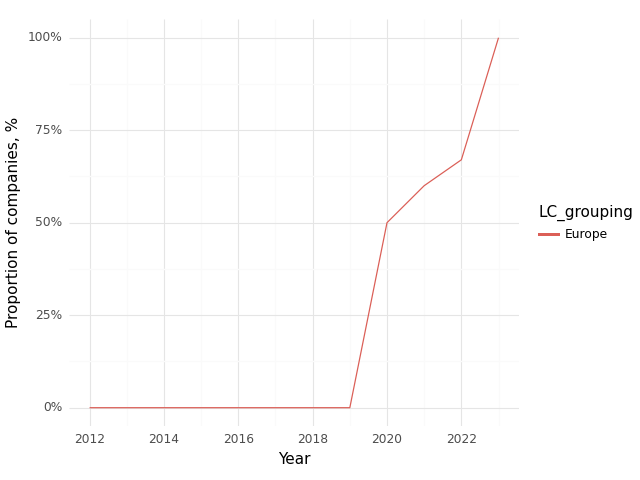 100%
75%
50%
25%
0%
Proportion of companies, %
2012
2014
2016
2018
2020
2022
Year
LC_grouping
Europe